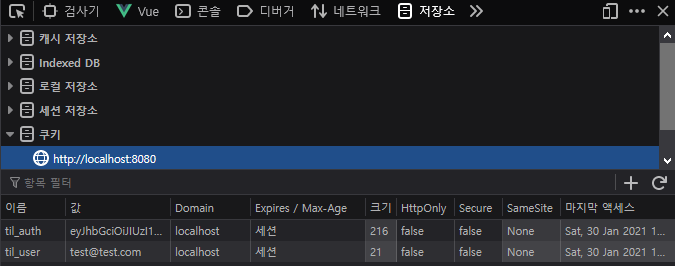 검사기 Vue 콘솔 디버거 네트워크 저장소
캐시 저장소
Indexed DB
로컬 저장소
세션 저장소
쿠키
http://localhost:8080
항목 필터
이름 값 Domain Expires / Max-Age 크기 HttpOnly Secure SameSite 마지막 액세스
til_auth eyJhbGciOiJIUzI1... localhost 세션 216 false false None Sat, 30 Jan 2021 1...
til_user test@test.com localhost 세션 21 false false None Sat, 30 Jan 2021 1...